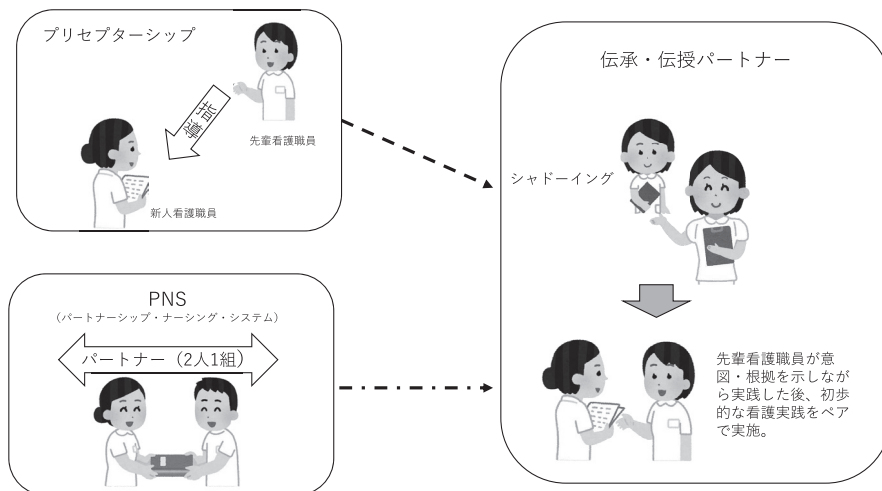 プリセプターシップ
指導
先輩看護職員
新人看護職員
PNS
（パートナーシップ・ナーシング・システム）
パートナー（2人1組）
伝承・伝授パートナー
シャドーイング
先輩看護職員が意
図・根拠を示しなが
ら実践した後、初歩
的な看護実践をペア
で実施。